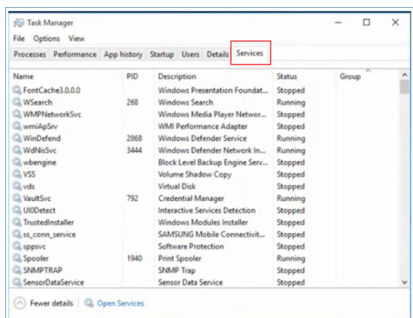 Task Manager
File Options View
Processes Performance App history Startup Users Details Services
Name PID Description Status Group
FontCache3.0.0.0 Windows Presentation Foundat... Stopped
WSearch 268 Windows Search Running
WMPNetworkSvc Windows Media Player Networ... Stopped
wmiApSrv WMI Performance Adapter Stopped
WinDefend 2868 Windows Defender Service Running
WdNisSvc 3444 Windows Defender Network In... Running
wbengine Block Level Backup Engine Serv... Stopped
VSS Volume Shadow Copy Stopped
vds Virtual Disk Stopped
VaultSvc 792 Credential Manager Running
UI0Detect Interactive Services Detection Stopped
TrustedInstaller Windows Modules Installer Stopped
ss_conn_service SAMSUNG Mobile Connectivit... Stopped
sppsvc Software Protection Stopped
Spooler 1940 Print Spooler Running
SNMPTRAP SNMP Trap Stopped
SensorDataService Sensor Data Service Stopped
Fewer details Open Services